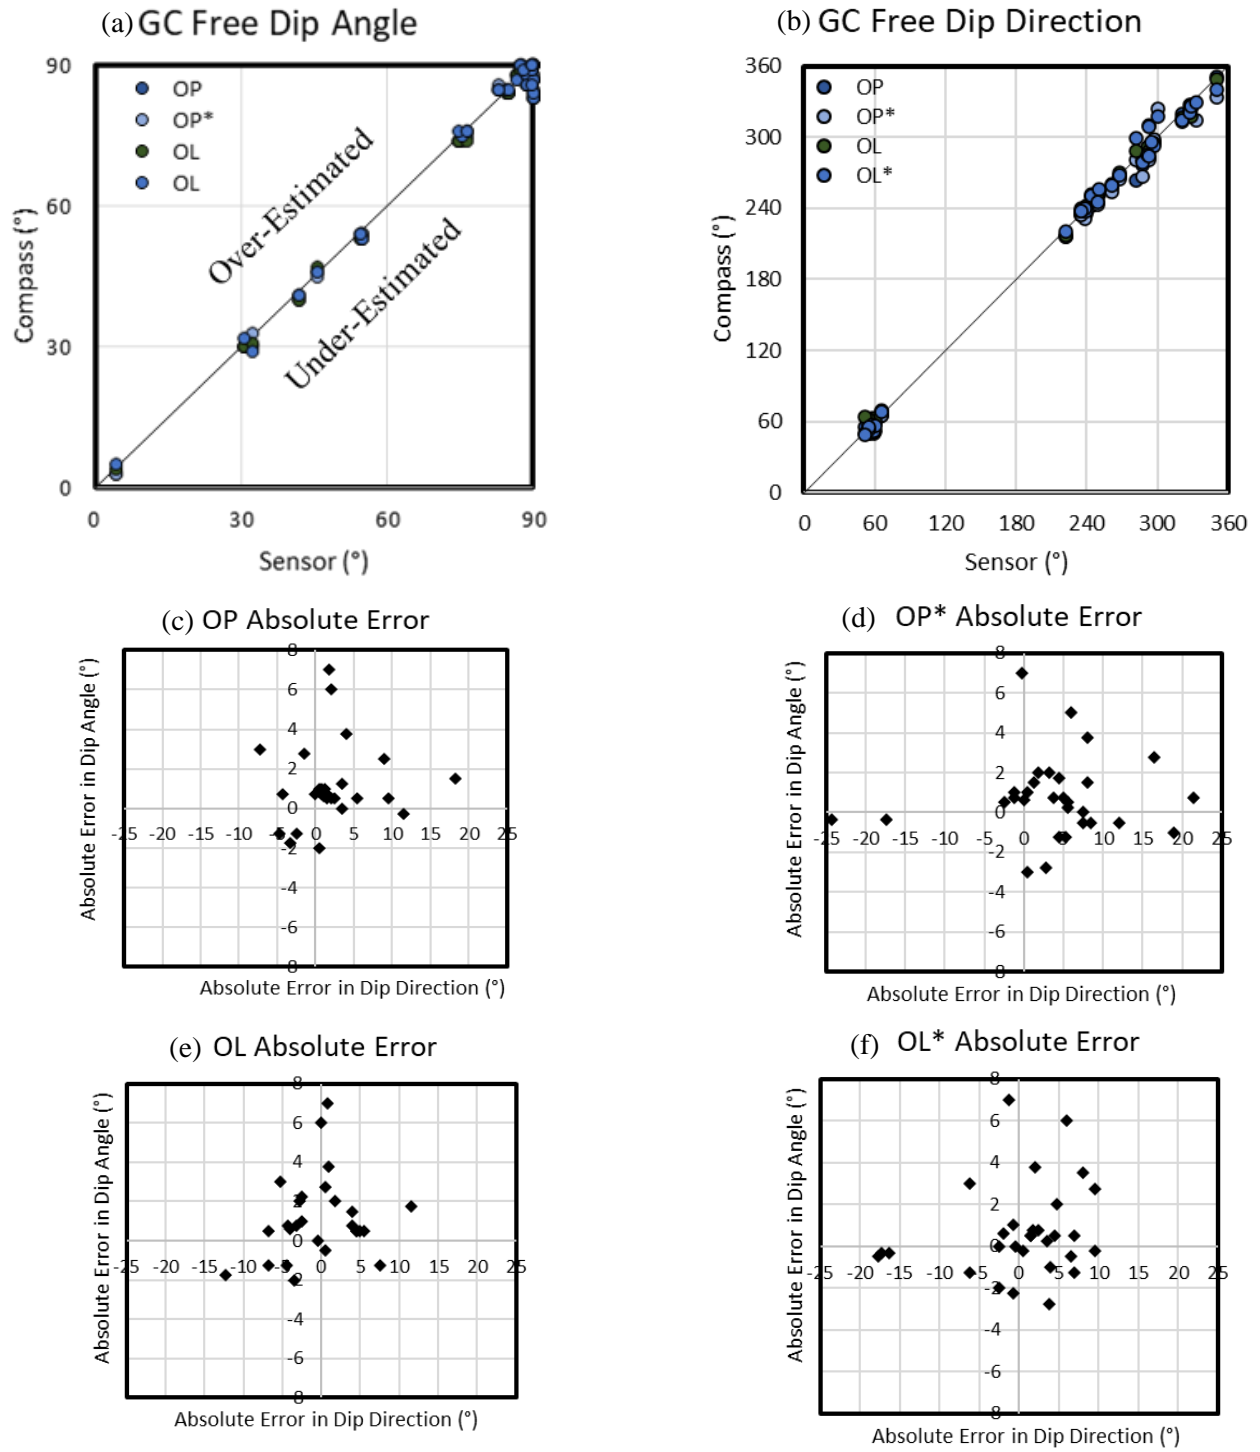 (a) GC Free Dip Angle
90
60
30
0
Compass (°)
OP
OP*
OL
OL
Over-Estimated
Under-Estimated
0 30 60 90
Sensor (°)
(b) GC Free Dip Direction
360
300
240
180
120
60
0
Compass (°)
OP
OP*
OL
OL*
0 60 120 180 240 300 360
Sensor (°)
(c) OP Absolute Error
Absolute Error in Dip Angle (°)
8
6
4
2
0
-25 -20 -15 -10 -5 0 5 10 15 20 25
-2
-4
-6
-8
Absolute Error in Dip Direction (°)
(d) OP* Absolute Error
Absolute Error in Dip Angle (°)
8
6
4
2
0
-25 -20 -15 -10 -5 0 5 10 15 20 25
-2
-4
-6
-8
Absolute Error in Dip Direction (°)
(e) OL Absolute Error
Absolute Error in Dip Angle (°)
8
6
4
2
0
-25 -20 -15 -10 -5 0 5 10 15 20 25
-2
-4
-6
-8
Absolute Error in Dip Direction (°)
(f) OL* Absolute Error
Absolute Error in Dip Angle (°)
8
6
4
2
0
-25 -20 -15 -10 -5 0 5 10 15 20 25
-2
-4
-6
-8
Absolute Error in Dip Direction (°)